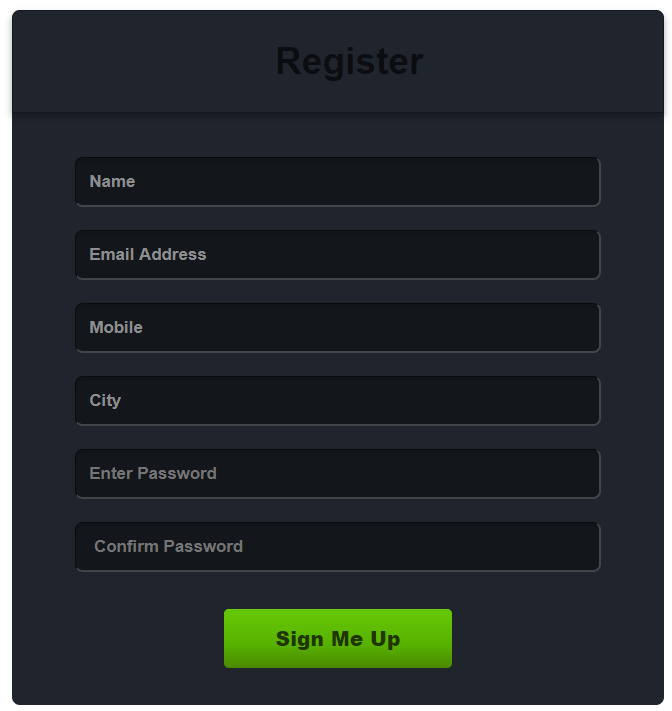 Register
Name
Email Address
Mobile
City
Enter Password
Confirm Password
Sign Me Up